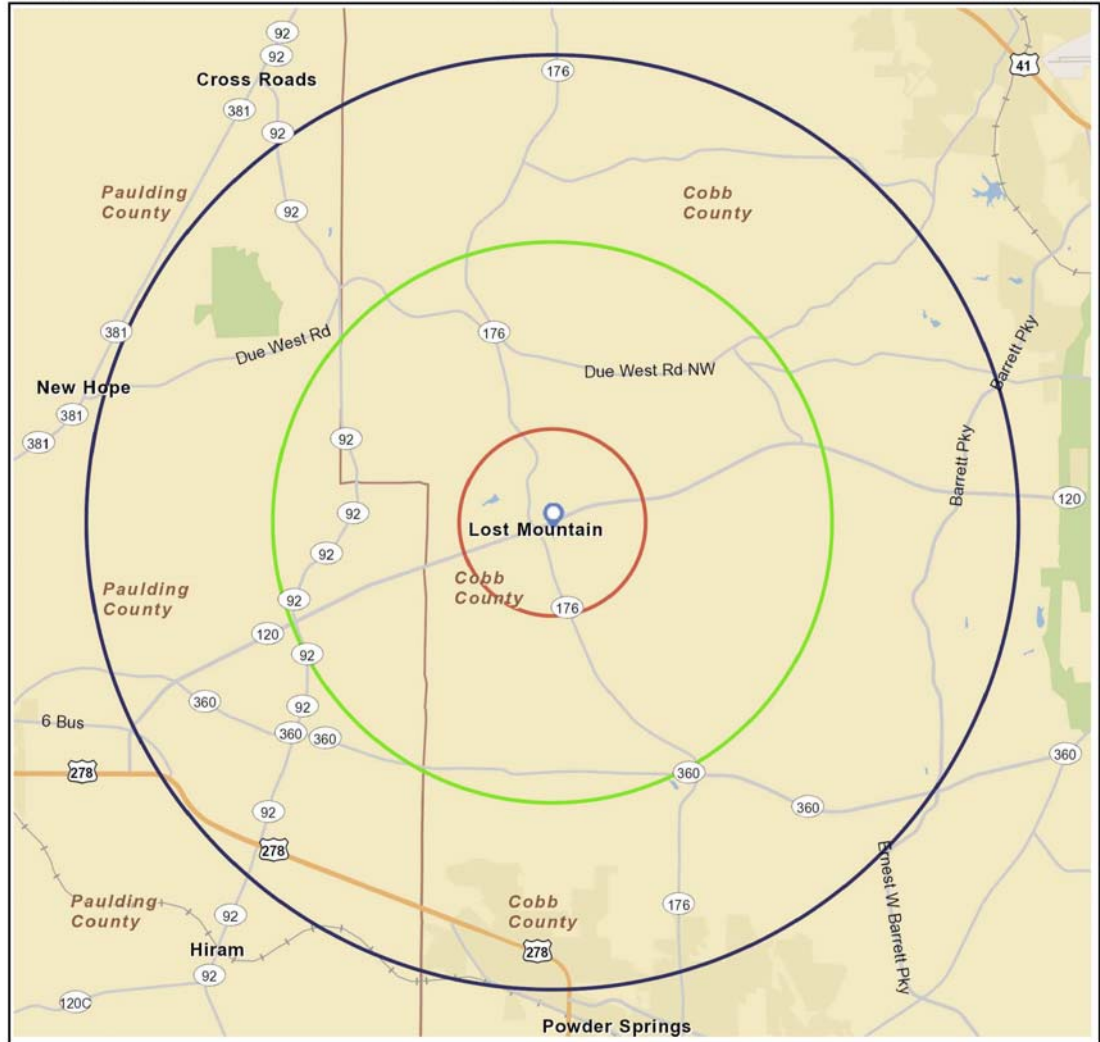 92
92
176
41
Cross Roads
381
92
Paulding
County
Cobb
County
92
381
176
Due West Rd
Barrett Pky
Due West Rd NW
New Hope
381
381
92
Barrett Pky
120
92
Lost Mountain
92
Cobb
County
Paulding
County
92
176
120
92
360
92
6 Bus
360
360
360
278
360
92
360
278
Ernest W Barrett Pky
Paulding
County
Cobb
County
92
176
Hiram
278
92
120C
Powder Springs